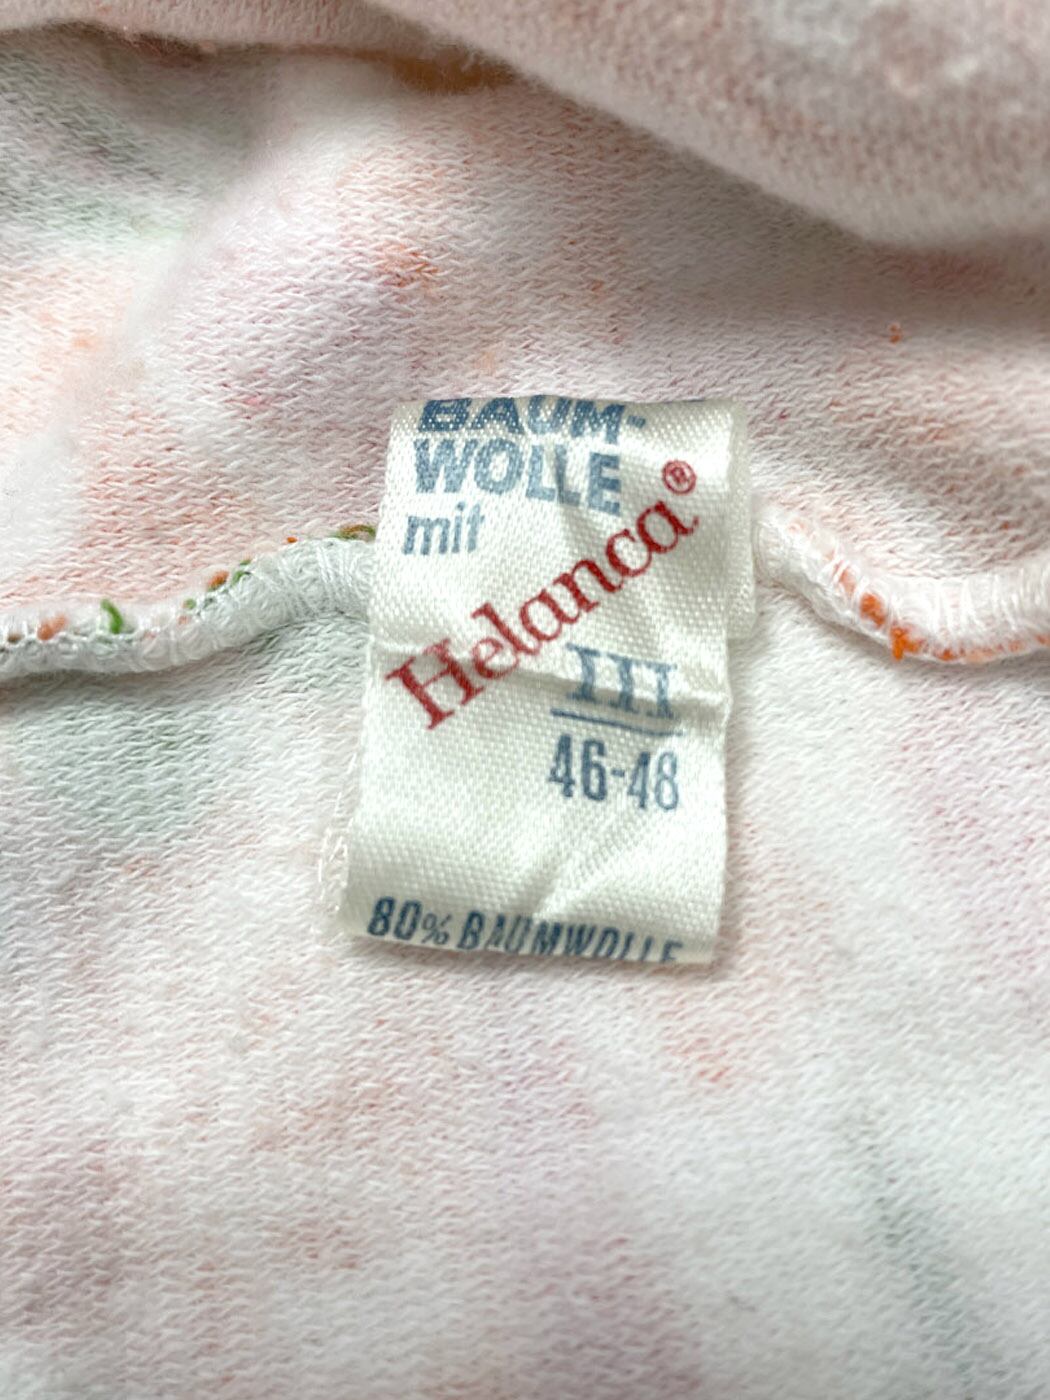 BAUM-
WOLLE
mit
Helanca®
III
46-48
80% BAUMWOLLE